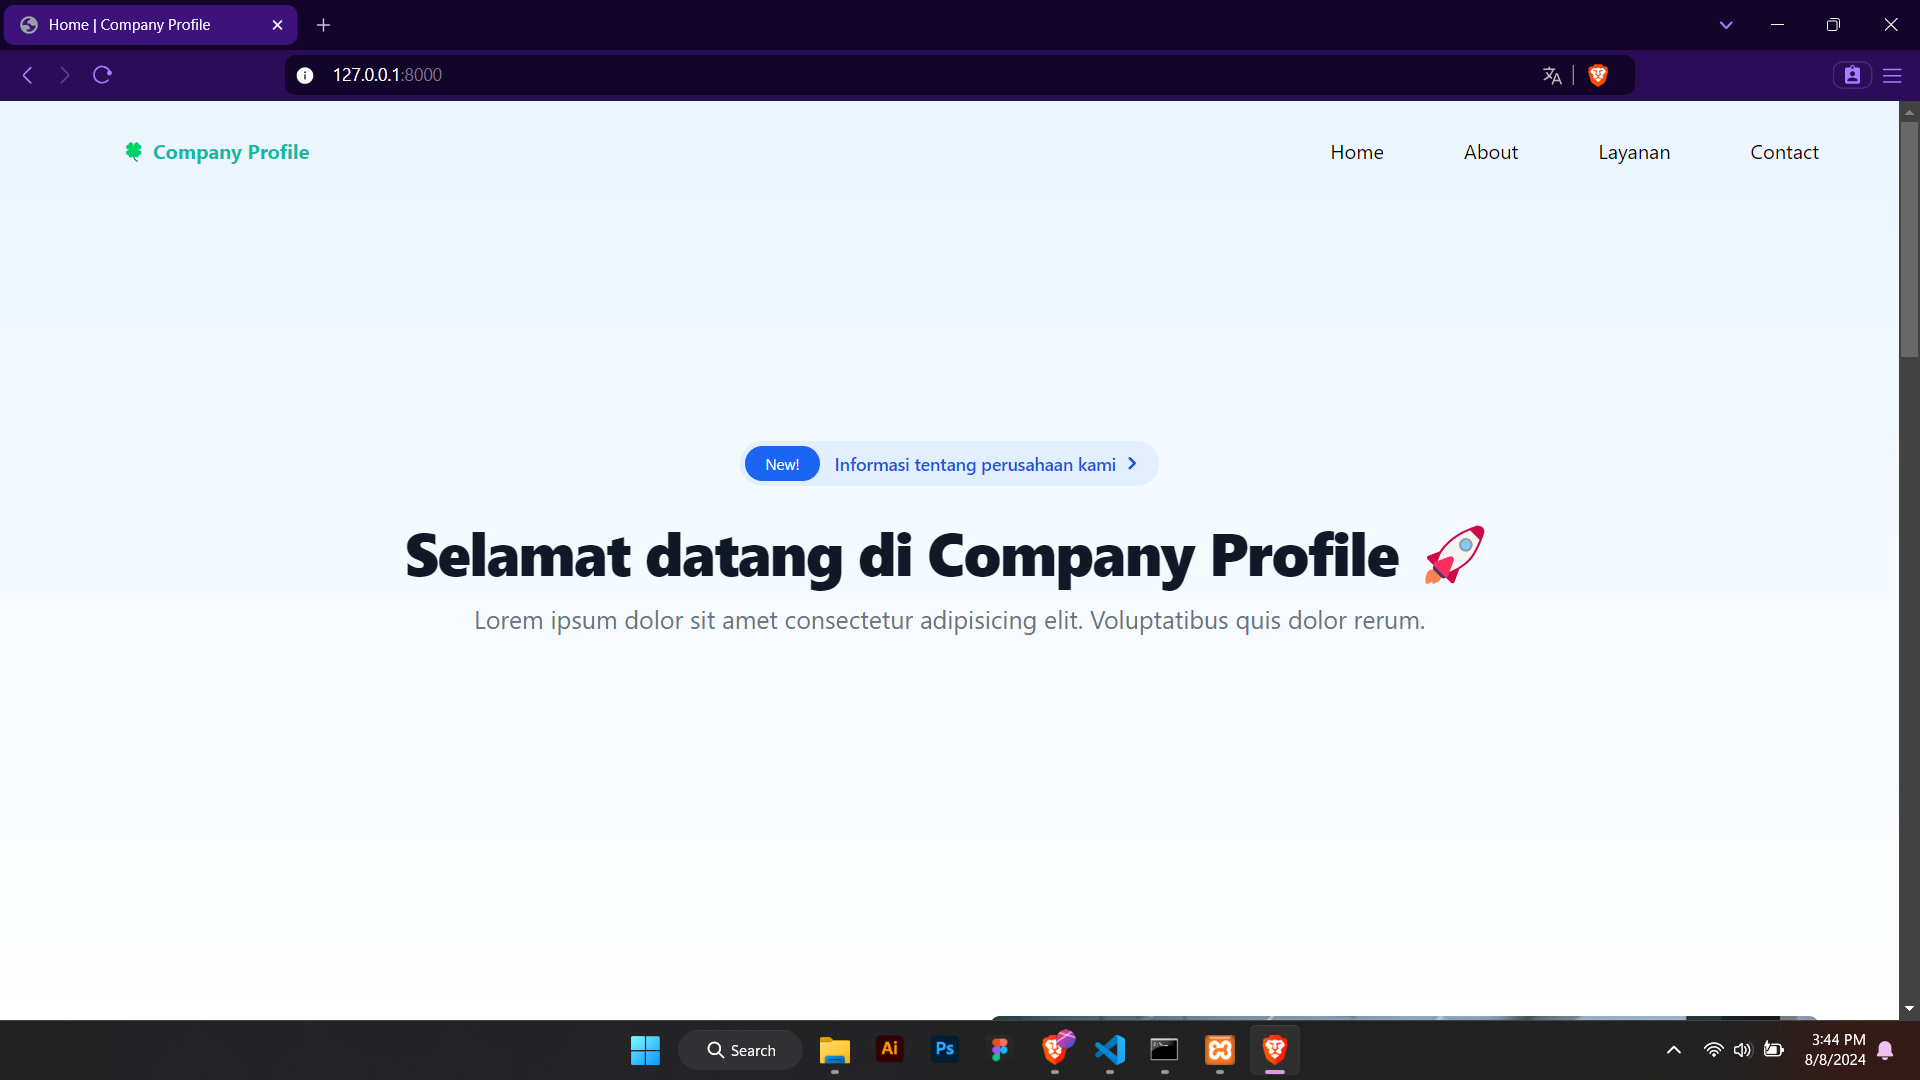 Home | Company Profile
127.0.0.1:8000
Company Profile
Home
About
Layanan
Contact
New!
Informasi tentang perusahaan kami
Selamat datang di Company Profile 🚀
Lorem ipsum dolor sit amet consectetur adipisicing elit. Voluptatibus quis dolor rerum.
Search
Ai
Ps
3:44 PM
8/8/2024